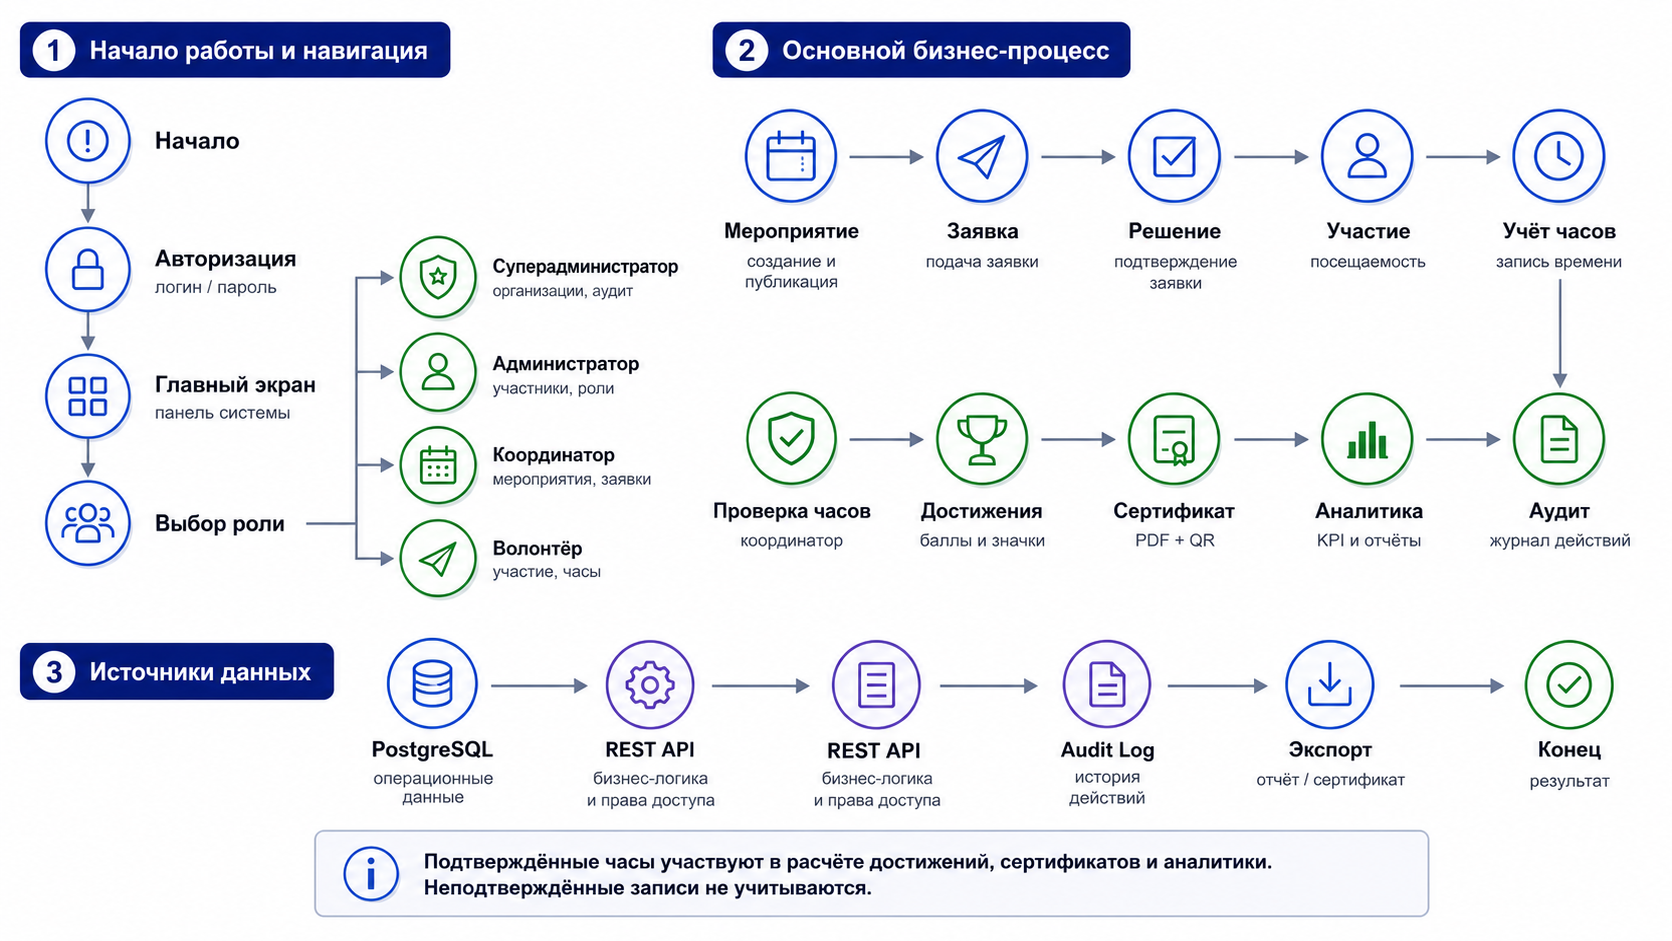 1 Начало работы и навигация
Начало
Авторизация
логин / пароль
Главный экран
панель системы
Выбор роли
Суперадминистратор
организации, аудит
Администратор
участники, роли
Координатор
мероприятия, заявки
Волонтёр
участие, часы
2 Основной бизнес-процесс
Мероприятие
создание и
публикация
Заявка
подача заявки
Решение
подтверждение
заявки
Участие
посещаемость
Учёт часов
запись времени
Проверка часов
координатор
Достижения
баллы и значки
Сертификат
PDF + QR
Аналитика
KPI и отчёты
Аудит
журнал действий
3 Источники данных
PostgreSQL
операционные
данные
REST API
бизнес-логика
и права доступа
REST API
бизнес-логика
и права доступа
Audit Log
история
действий
Экспорт
отчёт / сертификат
Конец
результат
Подтверждённые часы участвуют в расчёте достижений, сертификатов и аналитики.
Неподтверждённые записи не учитываются.